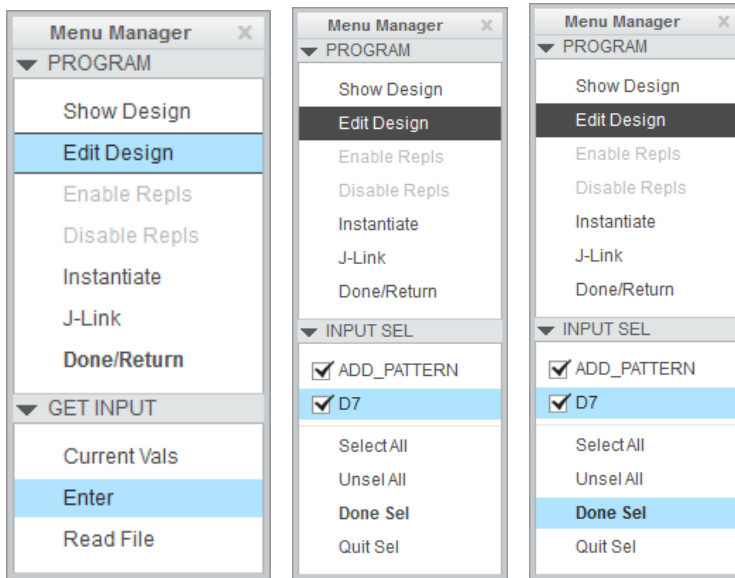 Menu Manager
PROGRAM
Show Design
Edit Design
Enable Repls
Disable Repls
Instantiate
J-Link
Done/Return
GET INPUT
Current Vals
Enter
Read File
Menu Manager
PROGRAM
Show Design
Edit Design
Enable Repls
Disable Repls
Instantiate
J-Link
Done/Return
INPUT SEL
ADD_PATTERN
D7
Select All
Unsel All
Done Sel
Quit Sel
Menu Manager
PROGRAM
Show Design
Edit Design
Enable Repls
Disable Repls
Instantiate
J-Link
Done/Return
INPUT SEL
ADD_PATTERN
D7
Select All
Unsel All
Done Sel
Quit Sel